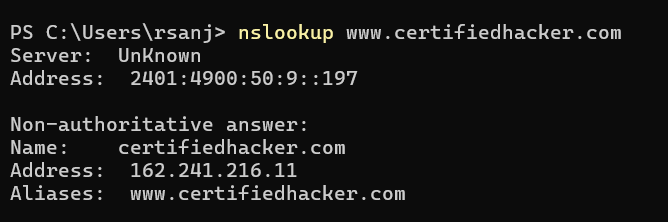 PS C:\Users\rsanj> nslookup www.certifiedhacker.com
Server:  UnKnown
Address:  2401:4900:50:9::197

Non-authoritative answer:
Name:    certifiedhacker.com
Address:  162.241.216.11
Aliases:  www.certifiedhacker.com